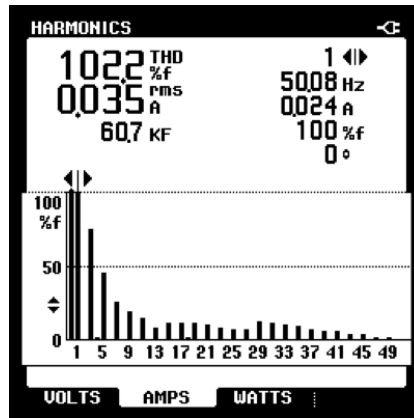 HARMONICS
102.2 THD %f
0.035 rms A
60.7 KF
1
50.08 Hz
0.024 A
100 %f
0 °
100
%f
50
0
1 5 9 13 17 21 25 29 33 37 41 45 49
VOLTS AMPS WATTS